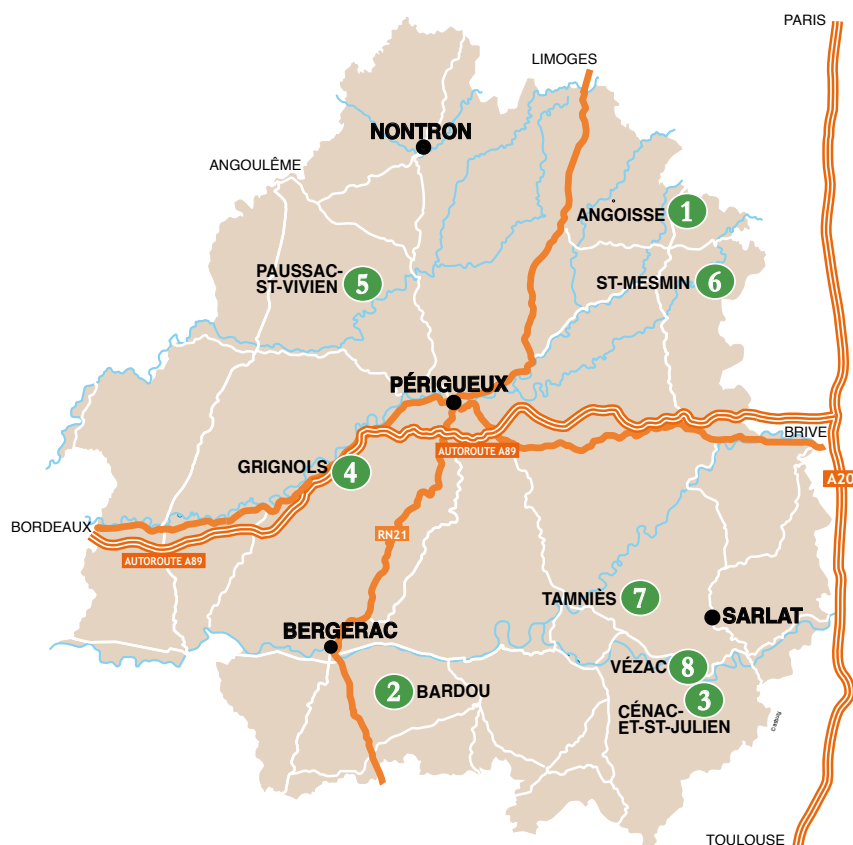 PARIS
LIMOGES
NONTRON
ANGOULÊME
1
ANGOISSE
PAUSSAC-
ST-VIVIEN
5
ST-MESMIN
6
PÉRIGUEUX
BRIVE
AUTOROUTE A89
GRIGNOLS
4
A20
BORDEAUX
RN21
AUTOROUTE A89
TAMNIÈS
7
SARLAT
BERGERAC
VÉZAC
8
2
BARDOU
3
CÉNAC-
ET-ST-JULIEN
TOULOUSE